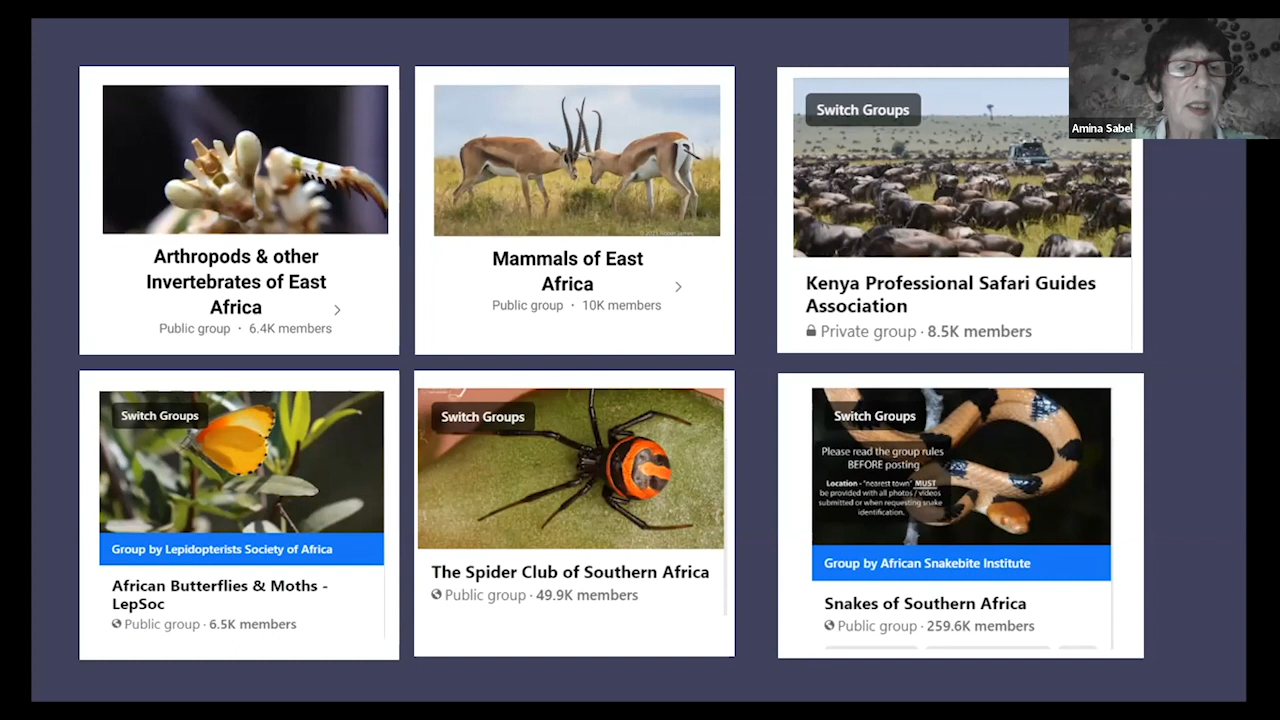 Amina Sabel
Arthropods & other
Invertebrates of East
Africa
Public group · 6.4K members
Mammals of East
Africa
Public group · 10K members
Switch Groups
Kenya Professional Safari Guides
Association
Private group · 8.5K members
Switch Groups
Group by Lepidopterists Society of Africa
African Butterflies & Moths -
LepSoc
Public group · 6.5K members
Switch Groups
The Spider Club of Southern Africa
Public group · 49.9K members
Switch Groups
Please read the group rules
BEFORE posting
Location - "nearest town" MUST
be provided with all photos / videos
submitted or when requesting snake
identification.
Group by African Snakebite Institute
Snakes of Southern Africa
Public group · 259.6K members